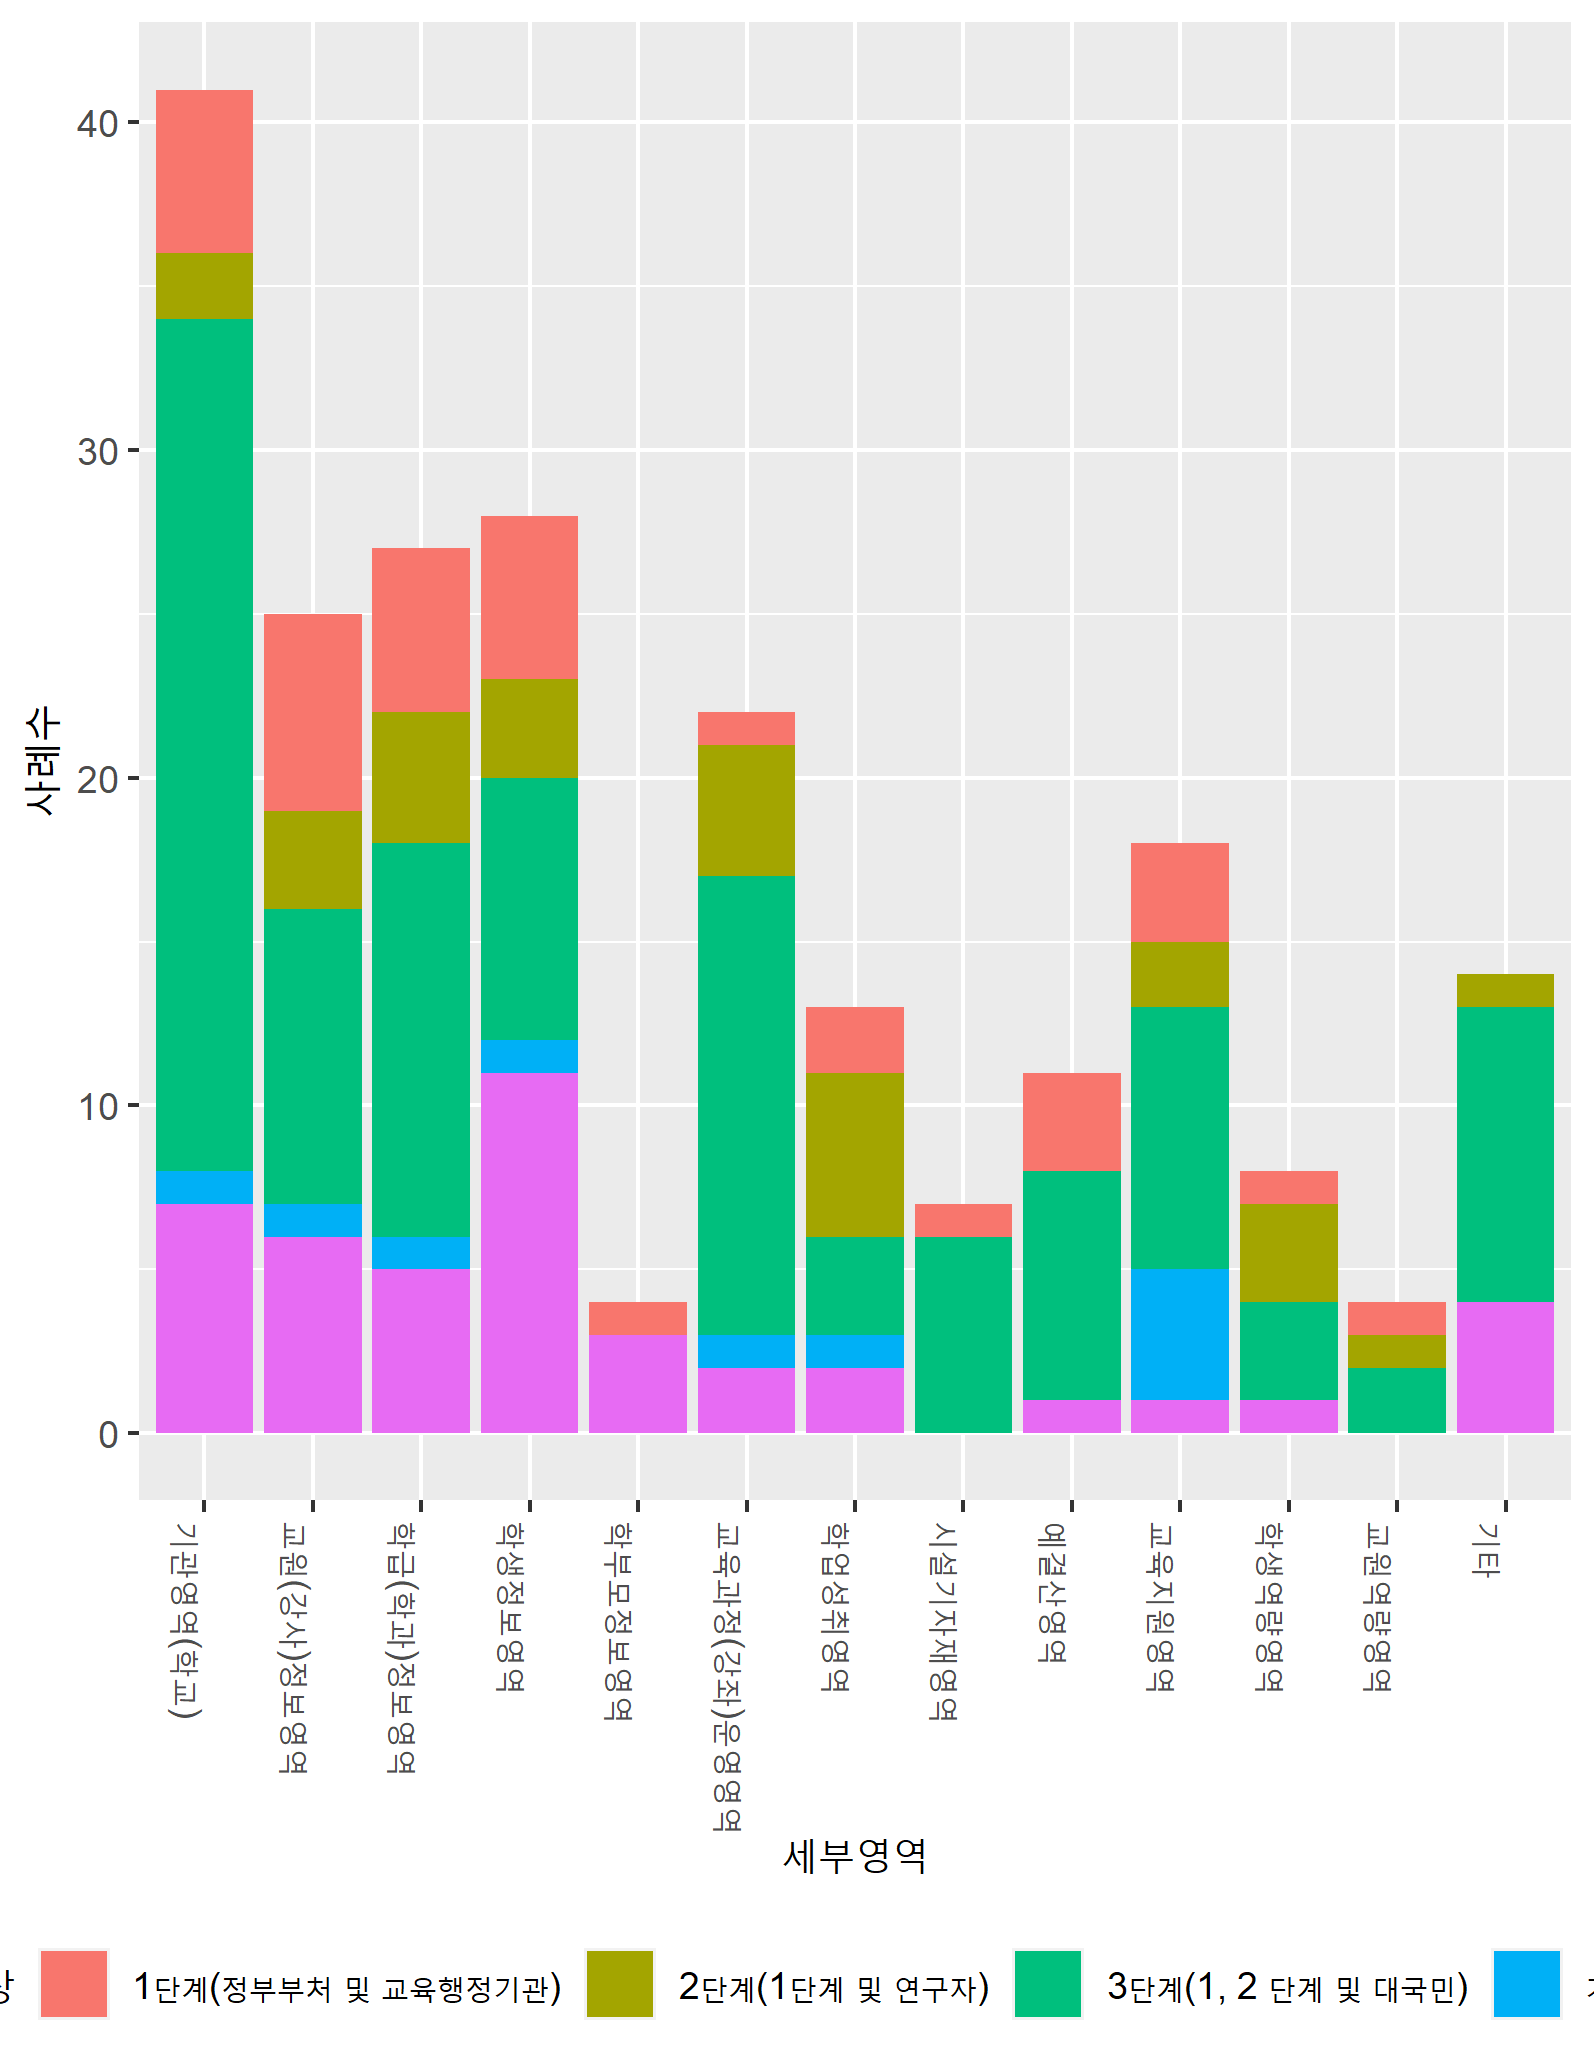 40
30
20
10
0
사례수
기관영역(학교)
교원(강사)정보영역
학급(학과)정보영역
학생정보영역
학부모정보영역
교육과정(강좌)운영영역
학업성취영역
시설기자재영역
예결산영역
교육지원영역
학생역량영역
교원역량영역
기타
세부영역
상 1단계(정부부처 및 교육행정기관) 2단계(1단계 및 연구자) 3단계(1, 2 단계 및 대국민)